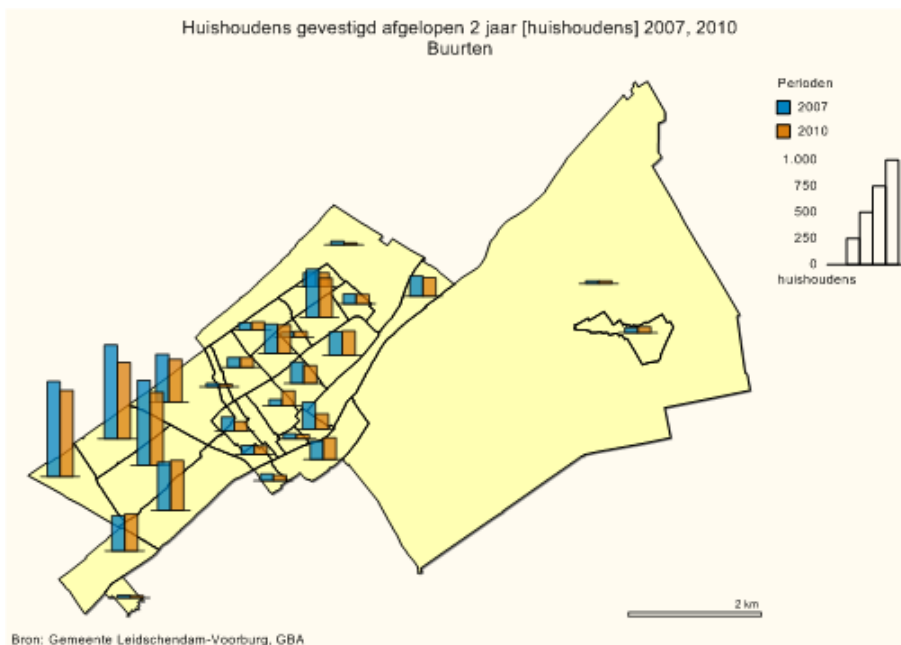 Huishoudens gevestigd afgelopen 2 jaar [huishoudens] 2007, 2010
Buurten
Perioden
2007
2010
1.000
750
500
250
0
huishoudens
2 km
Bron: Gemeente Leidschendam-Voorburg, GBA